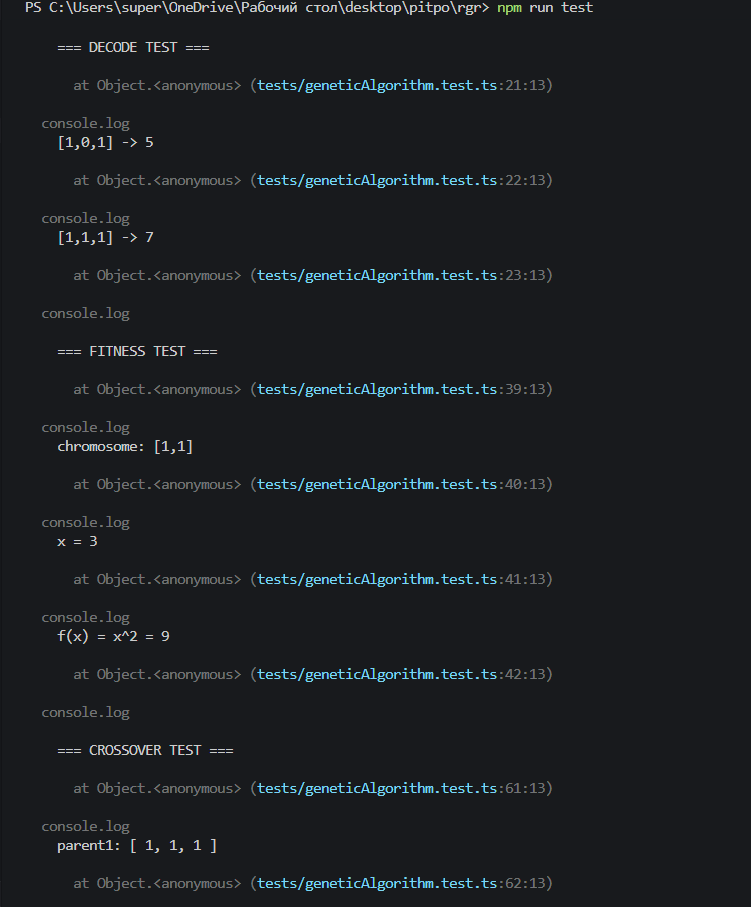 PS C:\Users\super\OneDrive\Рабочий стол\desktop\pitpo\rgr> npm run test
=== DECODE TEST ===
at Object.<anonymous> (tests/geneticAlgorithm.test.ts:21:13)
console.log
[1,0,1] -> 5
at Object.<anonymous> (tests/geneticAlgorithm.test.ts:22:13)
console.log
[1,1,1] -> 7
at Object.<anonymous> (tests/geneticAlgorithm.test.ts:23:13)
console.log
=== FITNESS TEST ===
at Object.<anonymous> (tests/geneticAlgorithm.test.ts:39:13)
console.log
chromosome: [1,1]
at Object.<anonymous> (tests/geneticAlgorithm.test.ts:40:13)
console.log
x = 3
at Object.<anonymous> (tests/geneticAlgorithm.test.ts:41:13)
console.log
f(x) = x^2 = 9
at Object.<anonymous> (tests/geneticAlgorithm.test.ts:42:13)
console.log
=== CROSSOVER TEST ===
at Object.<anonymous> (tests/geneticAlgorithm.test.ts:61:13)
console.log
parent1: [ 1, 1, 1 ]
at Object.<anonymous> (tests/geneticAlgorithm.test.ts:62:13)